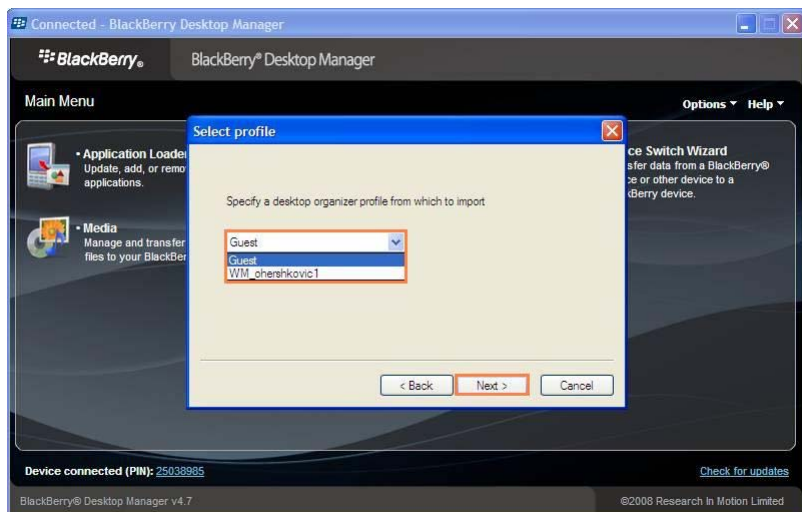 Connected - BlackBerry Desktop Manager
BlackBerry®
BlackBerry® Desktop Manager
Main Menu
Options
Help
Select profile
Specify a desktop organizer profile from which to import
Guest
Guest
WM_ohershkovic1
< Back
Next >
Cancel
• Application Loader
Update, add, or remo
applications.
• Media
Manage and transfer
files to your BlackBer
ce Switch Wizard
sfer data from a BlackBerry®
ce or other device to a
kBerry device.
Device connected (PIN): 25038985
Check for updates
BlackBerry® Desktop Manager v4.7
©2008 Research In Motion Limited